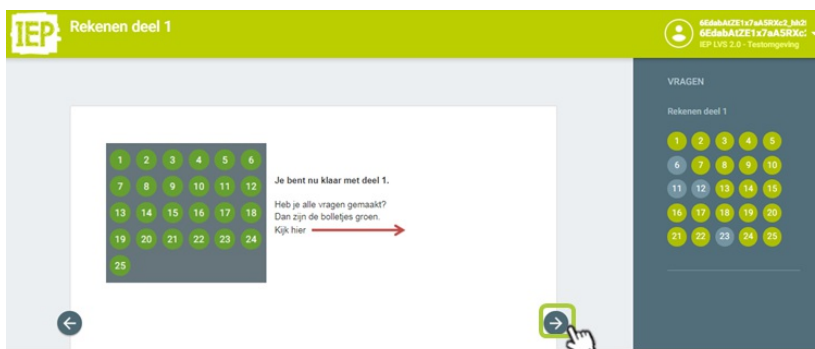 IEP
Rekenen deel 1
6EdabAtZE1x7aA5RXc2_hh2!
6EdabAtZE1x7aA5RXc:
IEP LVS 2.0 - Testomgeving
1 2 3 4 5 6
7 8 9 10 11 12
13 14 15 16 17 18
19 20 21 22 23 24
25
Je bent nu klaar met deel 1.
Heb je alle vragen gemaakt?
Dan zijn de bolletjes groen.
Kijk hier
VRAGEN
Rekenen deel 1
1 2 3 4 5
6 7 8 9 10
11 12 13 14 15
16 17 18 19 20
21 22 23 24 25